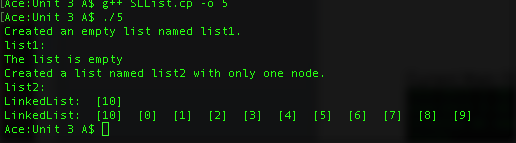 [Ace:Unit 3 A$ g++ SLList.cp -o 5
[Ace:Unit 3 A$ ./5
Created an empty list named list1.
list1:
The list is empty
Created a list named list2 with only one node.
list2:
LinkedList:  [10]
LinkedList:  [10]  [0]  [1]  [2]  [3]  [4]  [5]  [6]  [7]  [8]  [9]
Ace:Unit 3 A$